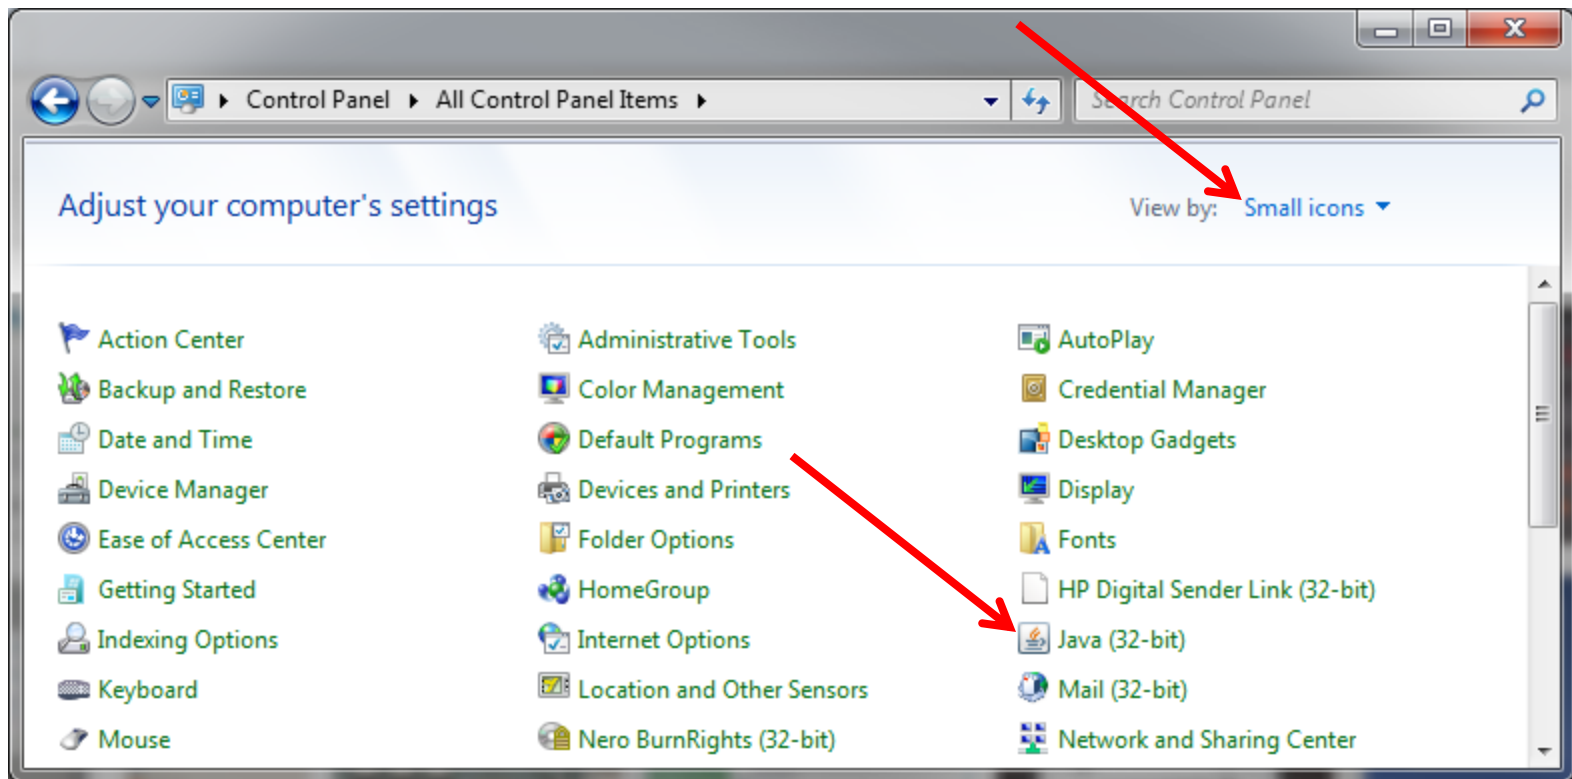 Control Panel All Control Panel Items Search Control Panel
Adjust your computer's settings View by: Small icons
Action Center Administrative Tools AutoPlay
Backup and Restore Color Management Credential Manager
Date and Time Default Programs Desktop Gadgets
Device Manager Devices and Printers Display
Ease of Access Center Folder Options Fonts
Getting Started HomeGroup HP Digital Sender Link (32-bit)
Indexing Options Internet Options Java (32-bit)
Keyboard Location and Other Sensors Mail (32-bit)
Mouse Nero BurnRights (32-bit) Network and Sharing Center